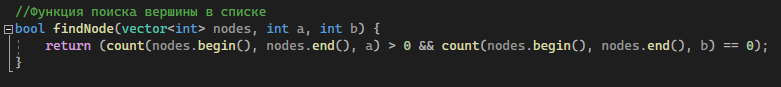 //Функция поиска вершины в списке
bool findNode(vector<int> nodes, int a, int b) {
return (count(nodes.begin(), nodes.end(), a) > 0 && count(nodes.begin(), nodes.end(), b) == 0);
}